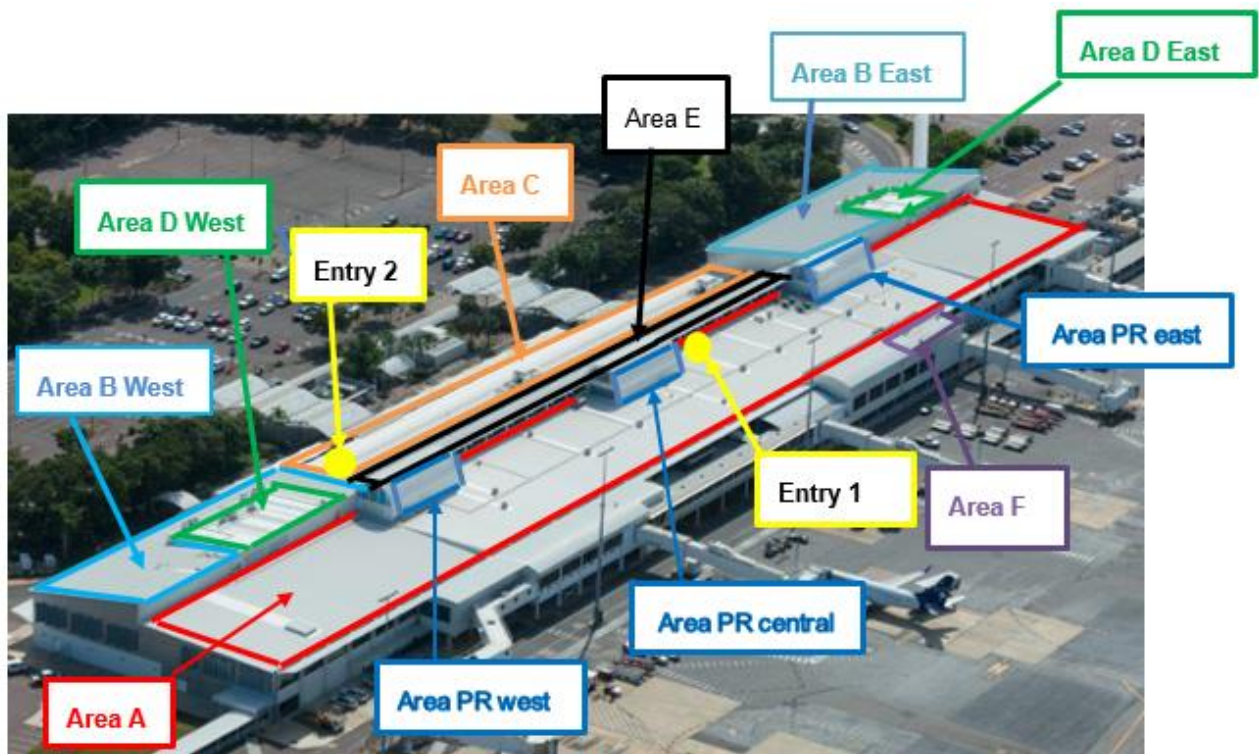 Area D East
Area B East
Area E
Area C
Area D West
Entry 2
Area PR east
Area B West
Entry 1
Area F
Area PR central
Area PR west
Area A